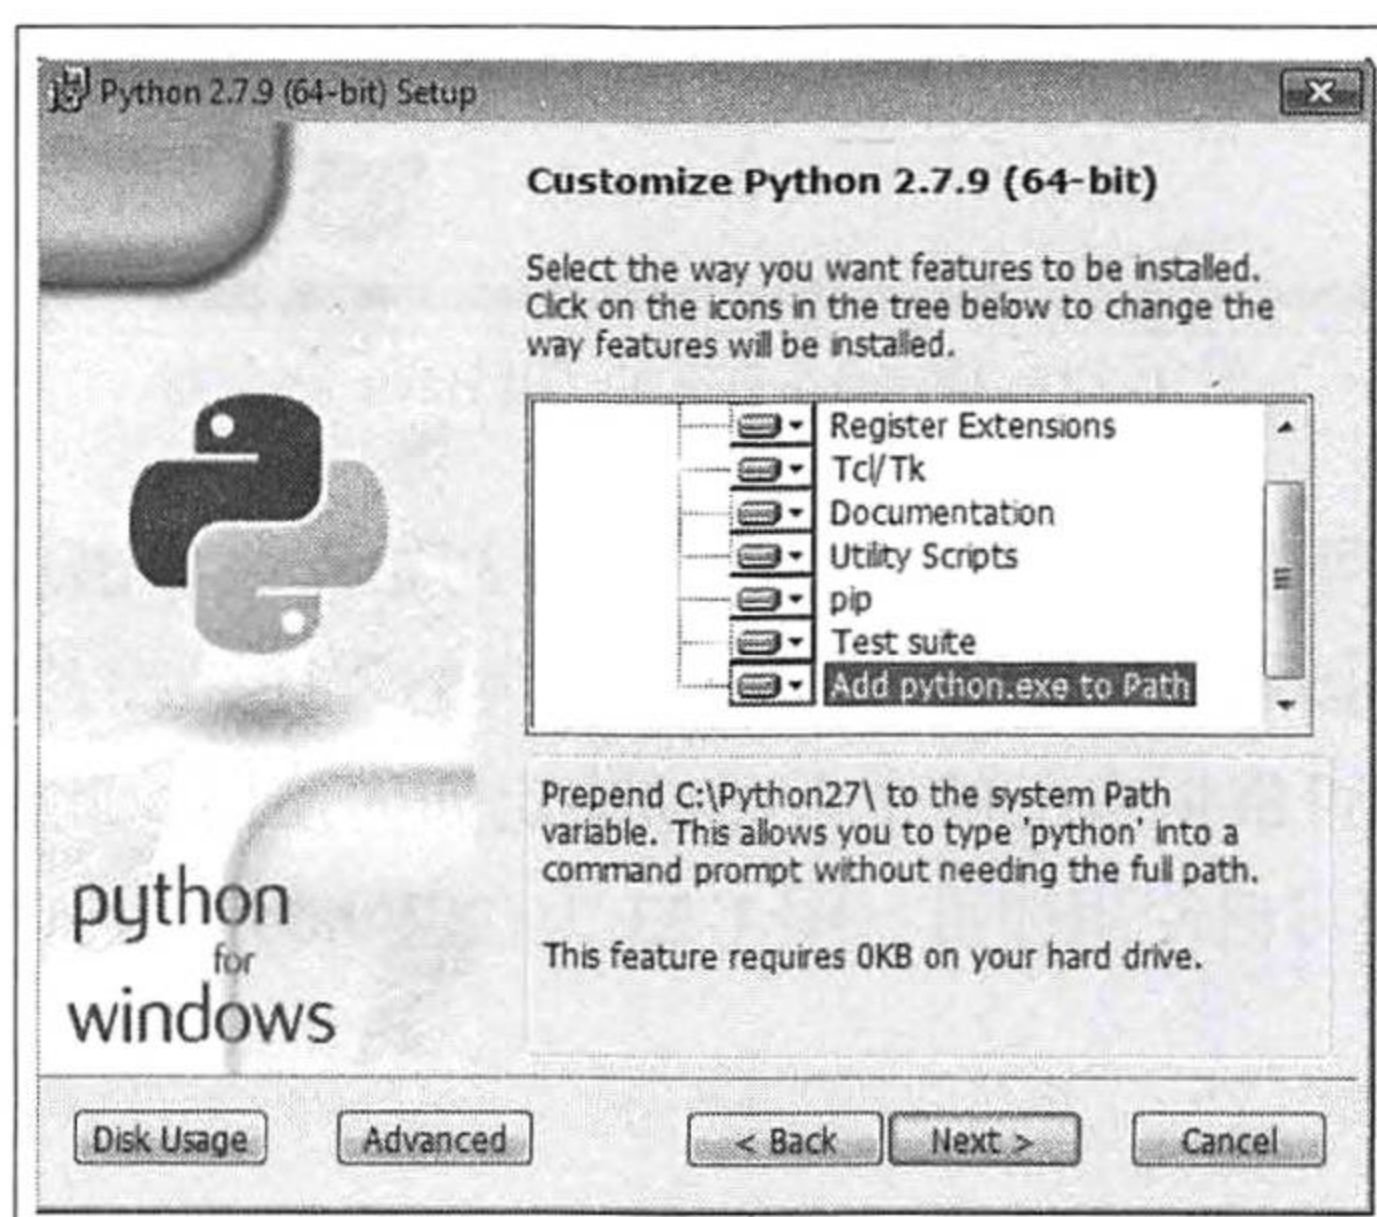 Python 2.7.9 (64-bit) Setup
Customize Python 2.7.9 (64-bit)
Select the way you want features to be installed.
Click on the icons in the tree below to change the
way features will be installed.
Register Extensions
Tcl/Tk
Documentation
Utility Scripts
pip
Test suite
Add python.exe to Path
Prepend C:\Python27\ to the system Path
variable. This allows you to type 'python' into a
command prompt without needing the full path.
This feature requires 0KB on your hard drive.
python
for
windows
Disk Usage
Advanced
< Back
Next >
Cancel